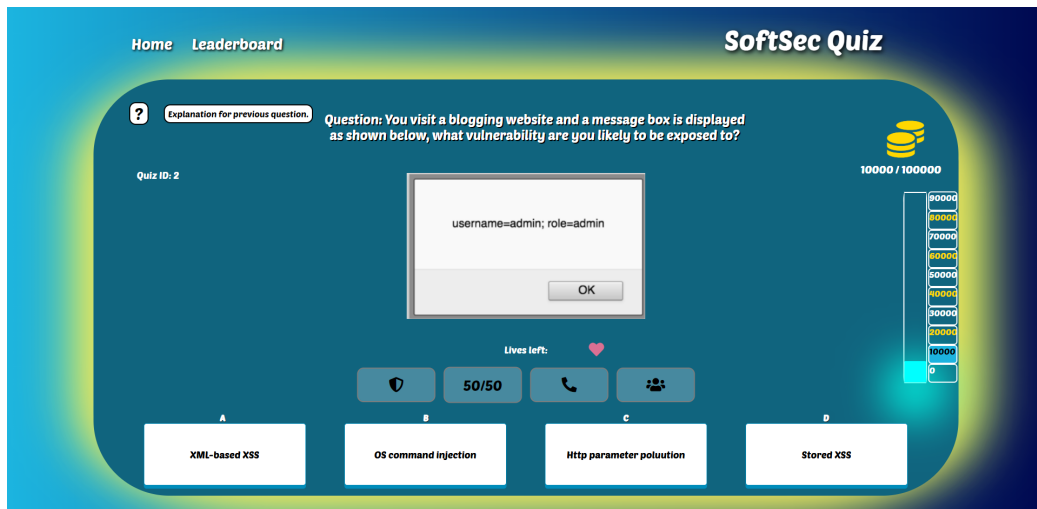 Home Leaderboard
SoftSec Quiz
?
Explanation for previous question.
Question: You visit a blogging website and a message box is displayed
as shown below, what vulnerability are you likely to be exposed to?
10000 / 100000
Quiz ID: 2
username=admin; role=admin
OK
90000
80000
70000
60000
50000
40000
30000
20000
10000
0
Lives left:
50/50
A
B
C
D
XML-based XSS
OS command injection
Http parameter poluution
Stored XSS